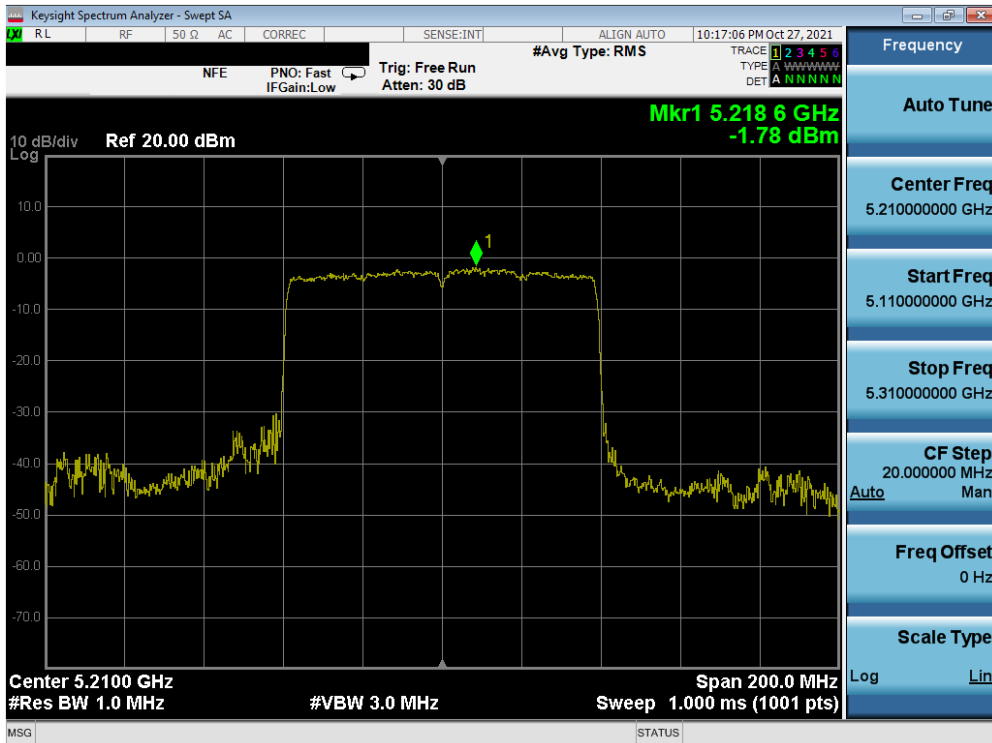 Keysight Spectrum Analyzer - Swept SA
LXI RL RF 50 Ω AC CORREC SENSE:INT ALIGN AUTO 10:17:06 PM Oct 27, 2021
NFE PNO: Fast IFGain:Low Trig: Free Run Atten: 30 dB #Avg Type: RMS
TRACE 1 2 3 4 5 6
TYPE A WWWWW
DET A N N N N N
Mkr1 5.218 6 GHz
-1.78 dBm
10 dB/div Ref 20.00 dBm
Log
10.0
1
0.00
-10.0
-20.0
-30.0
-40.0
-50.0
-60.0
-70.0
Center 5.2100 GHz Span 200.0 MHz
#Res BW 1.0 MHz #VBW 3.0 MHz Sweep 1.000 ms (1001 pts)
MSG STATUS
Frequency
Auto Tune
Center Freq
5.210000000 GHz
Start Freq
5.110000000 GHz
Stop Freq
5.310000000 GHz
CF Step
20.000000 MHz
Auto Man
Freq Offset
0 Hz
Scale Type
Log Lin